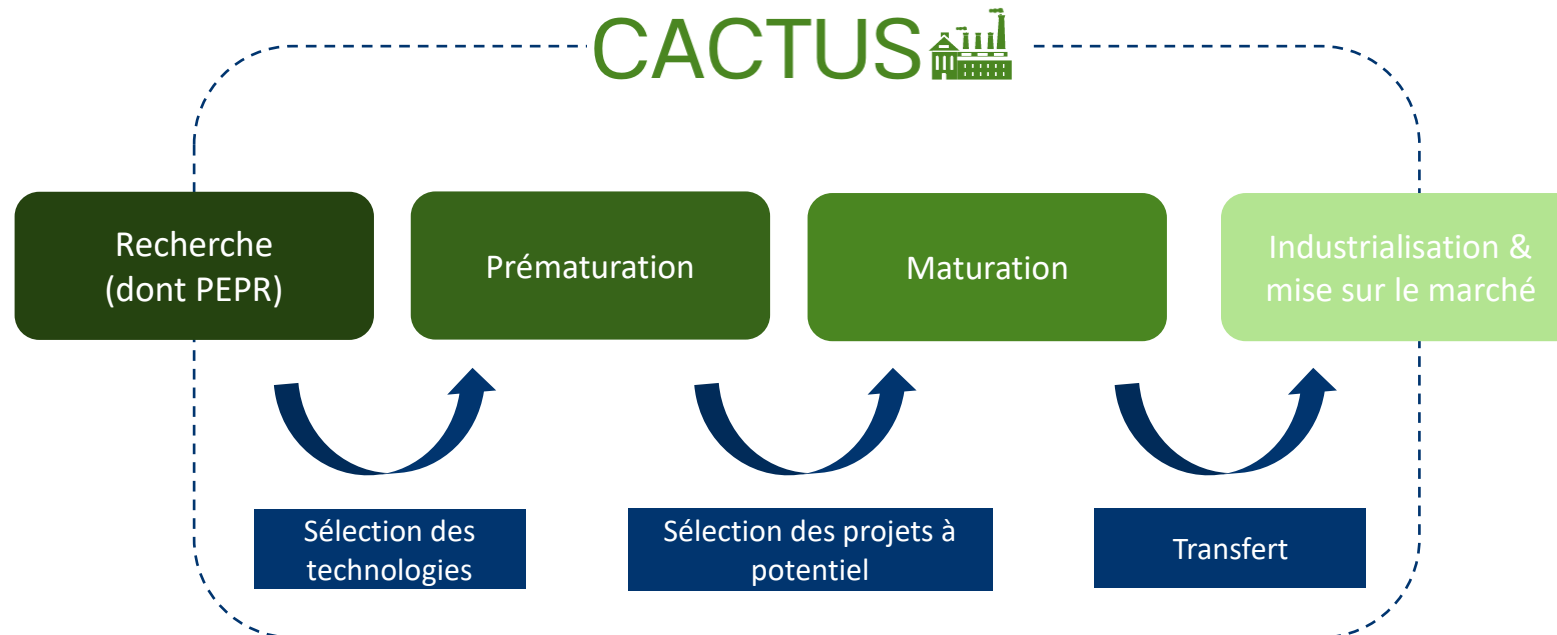 CACTUS
Recherche
(dont PEPR)
Prématuration
Maturation
Industrialisation &
mise sur le marché
Sélection des
technologies
Sélection des projets à
potentiel
Transfert